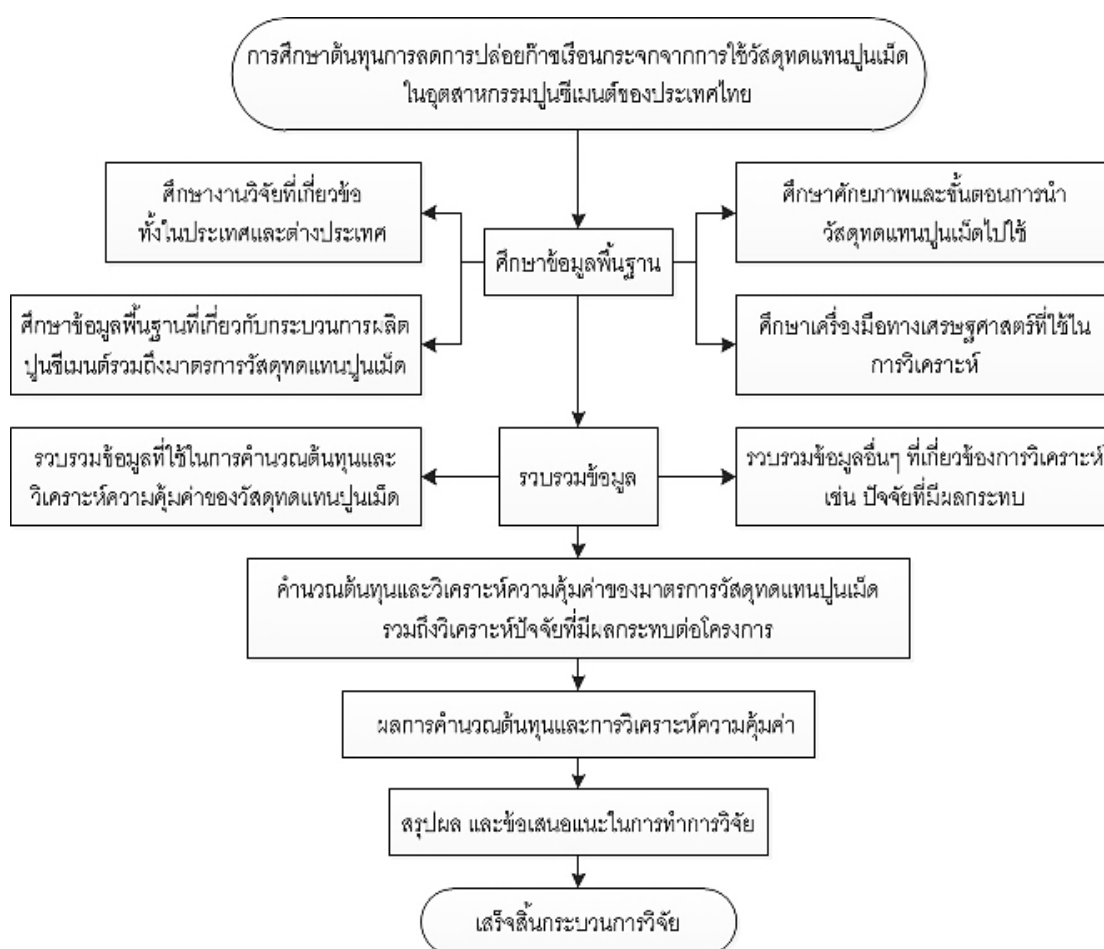 การศึกษาต้นทุนการลดการปล่อยก๊าซเรือนกระจกจากการใช้วัสดุทดแทนปูนเม็ด
ในอุตสาหกรรมปูนซีเมนต์ของประเทศไทย
ศึกษางานวิจัยที่เกี่ยวข้อ
ทั้งในประเทศและต่างประเทศ
ศึกษาศักยภาพและขั้นตอนการนำ
วัสดุทดแทนปูนเม็ดไปใช้
ศึกษาข้อมูลพื้นฐาน
ศึกษาข้อมูลพื้นฐานที่เกี่ยวกับกระบวนการผลิต
ปูนซีเมนต์รวมถึงมาตรการวัสดุทดแทนปูนเม็ด
ศึกษาเครื่องมือทางเศรษฐศาสตร์ที่ใช้ใน
การวิเคราะห์
รวบรวมข้อมูลที่ใช้ในการคำนวณต้นทุนและ
วิเคราะห์ความคุ้มค่าของวัสดุทดแทนปูนเม็ด
รวบรวมข้อมูล
รวบรวมข้อมูลอื่นๆ ที่เกี่ยวข้องการวิเคราะห์
เช่น ปัจจัยที่มีผลกระทบ
คำนวณต้นทุนและวิเคราะห์ความคุ้มค่าของมาตรการวัสดุทดแทนปูนเม็ด
รวมถึงวิเคราะห์ปัจจัยที่มีผลกระทบต่อโครงการ
ผลการคำนวณต้นทุนและการวิเคราะห์ความคุ้มค่า
สรุปผล และข้อเสนอแนะในการทำการวิจัย
เสร็จสิ้นกระบวนการวิจัย